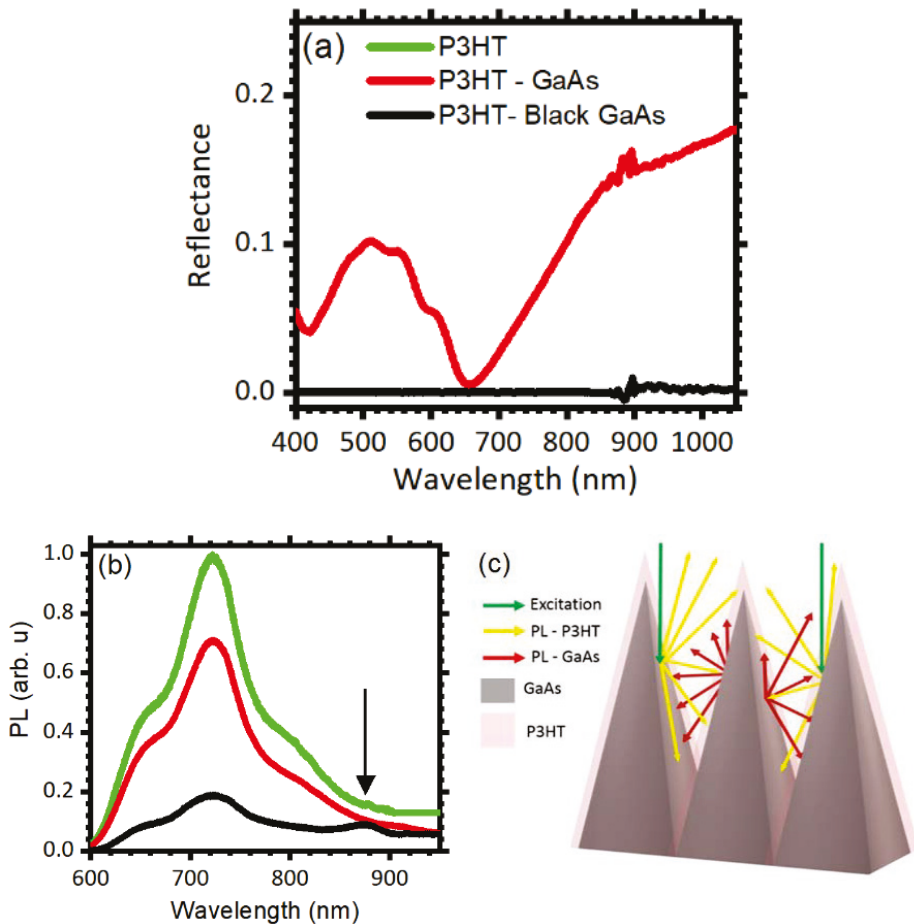 (a)
P3HT
P3HT - GaAs
P3HT- Black GaAs
0.2
0.1
0.0
Reflectance
400 500 600 700 800 900 1000
Wavelength (nm)
(b)
1.0
0.8
0.6
0.4
0.2
0.0
PL (arb. u)
600 700 800 900
Wavelength (nm)
(c)
Excitation
PL - P3HT
PL - GaAs
GaAs
P3HT